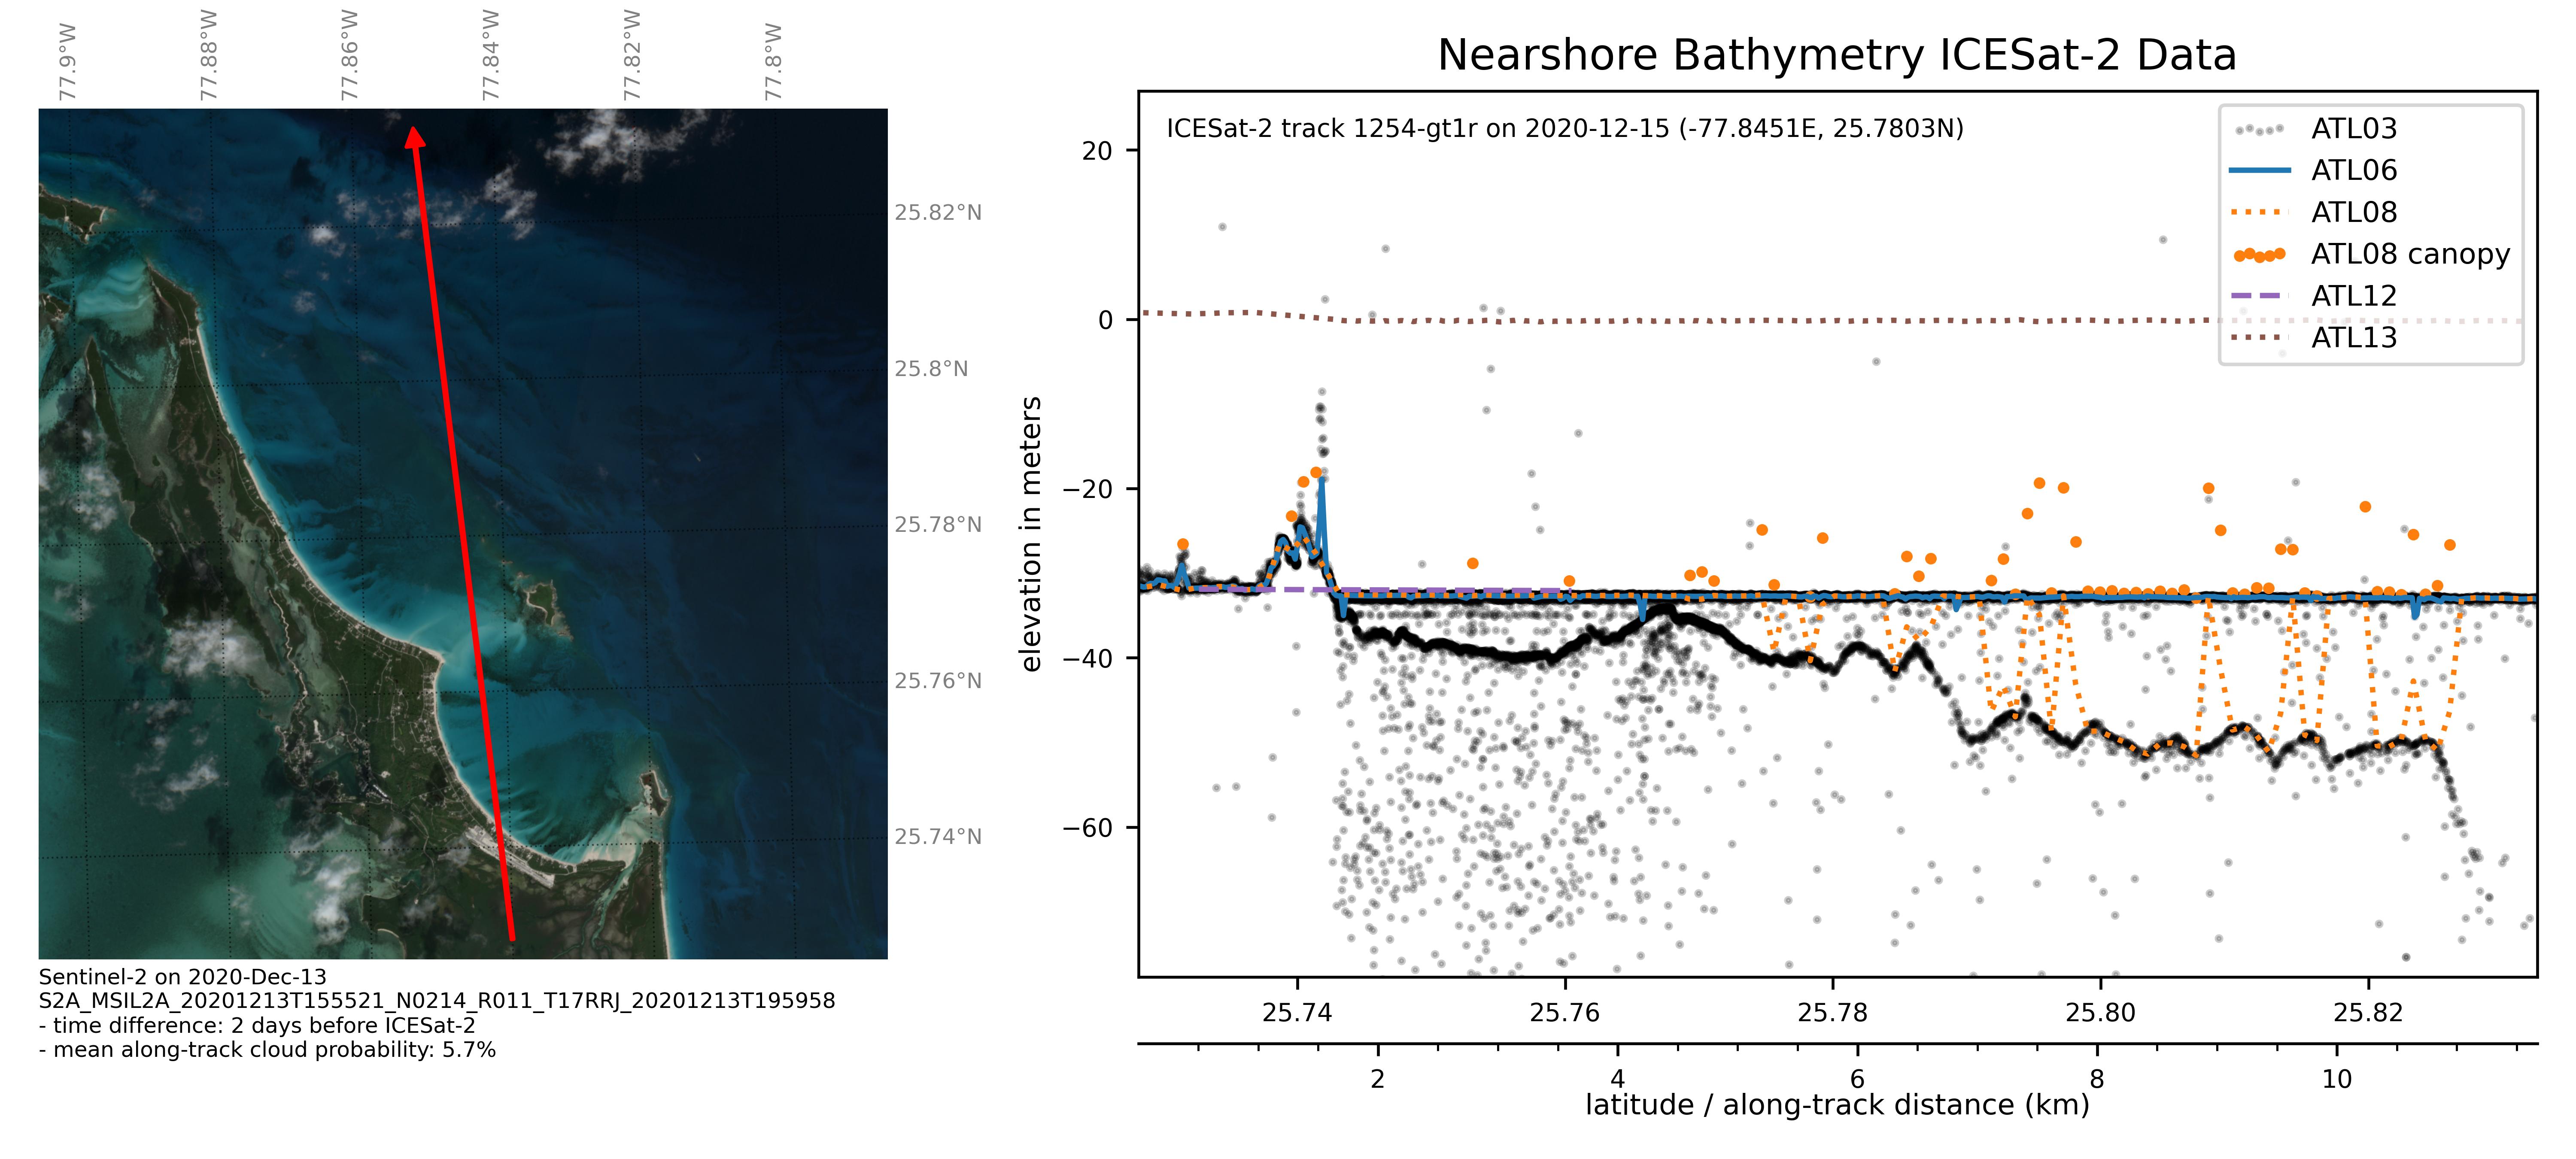 77.9°W
77.88°W
77.86°W
77.84°W
77.82°W
77.8°W
25.82°N
25.8°N
25.78°N
25.76°N
25.74°N
Sentinel-2 on 2020-Dec-13
S2A_MSIL2A_20201213T155521_N0214_R011_T17RRJ_20201213T195958
- time difference: 2 days before ICESat-2
- mean along-track cloud probability: 5.7%
Nearshore Bathymetry ICESat-2 Data
ICESat-2 track 1254-gt1r on 2020-12-15 (-77.8451E, 25.7803N)
ATL03
ATL06
ATL08
ATL08 canopy
ATL12
ATL13
elevation in meters
20
0
−20
−40
−60
25.74
25.76
25.78
25.80
25.82
2
4
6
8
10
latitude / along-track distance (km)